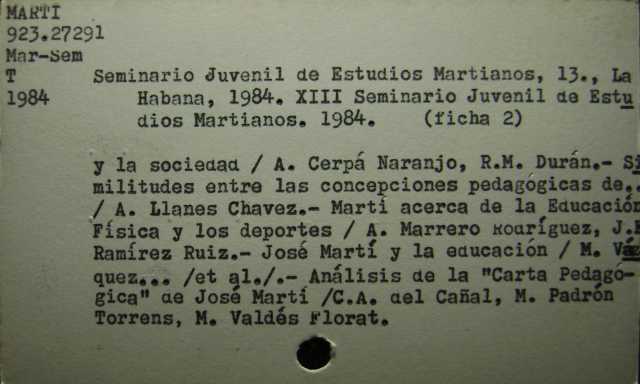 MARTI
923.27291
Mar-Sem
T Seminario Juvenil de Estudios Martianos, 13., La
1984 Habana, 1984. XIII Seminario Juvenil de Estu
dios Martianos. 1984. (ficha 2)
y la sociedad / A. Cerpá Naranjo, R.M. Durán.- Si
militudes entre las concepciones pedagógicas de..
/ A. Llanes Chavez.- Marti acerca de la Educación
Física y los deportes / A. Marrero Rodríguez, J.
Ramírez Ruiz.- José Martí y la educación / M. Váz
quez... /et al./.- Análisis de la "Carta Pedagó-
gica" de José Martí /C.A. del Cañal, M. Padrón
Torrens, M. Valdés Florat.